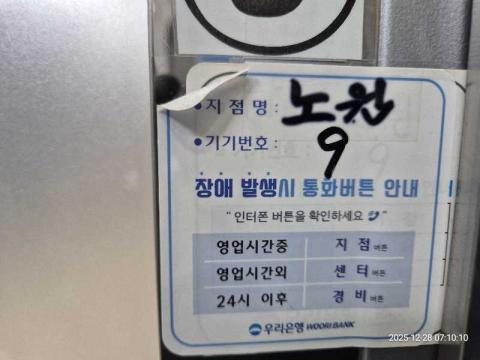 •지점명: 노원
•기기번호: 9
장애 발생시 통화버튼 안내
"인터폰 버튼을 확인하세요"
영업시간중 지점버튼
영업시간외 센터버튼
24시 이후 경비버튼
우리은행 WOORI BANK
2025-12-28 07:10:10